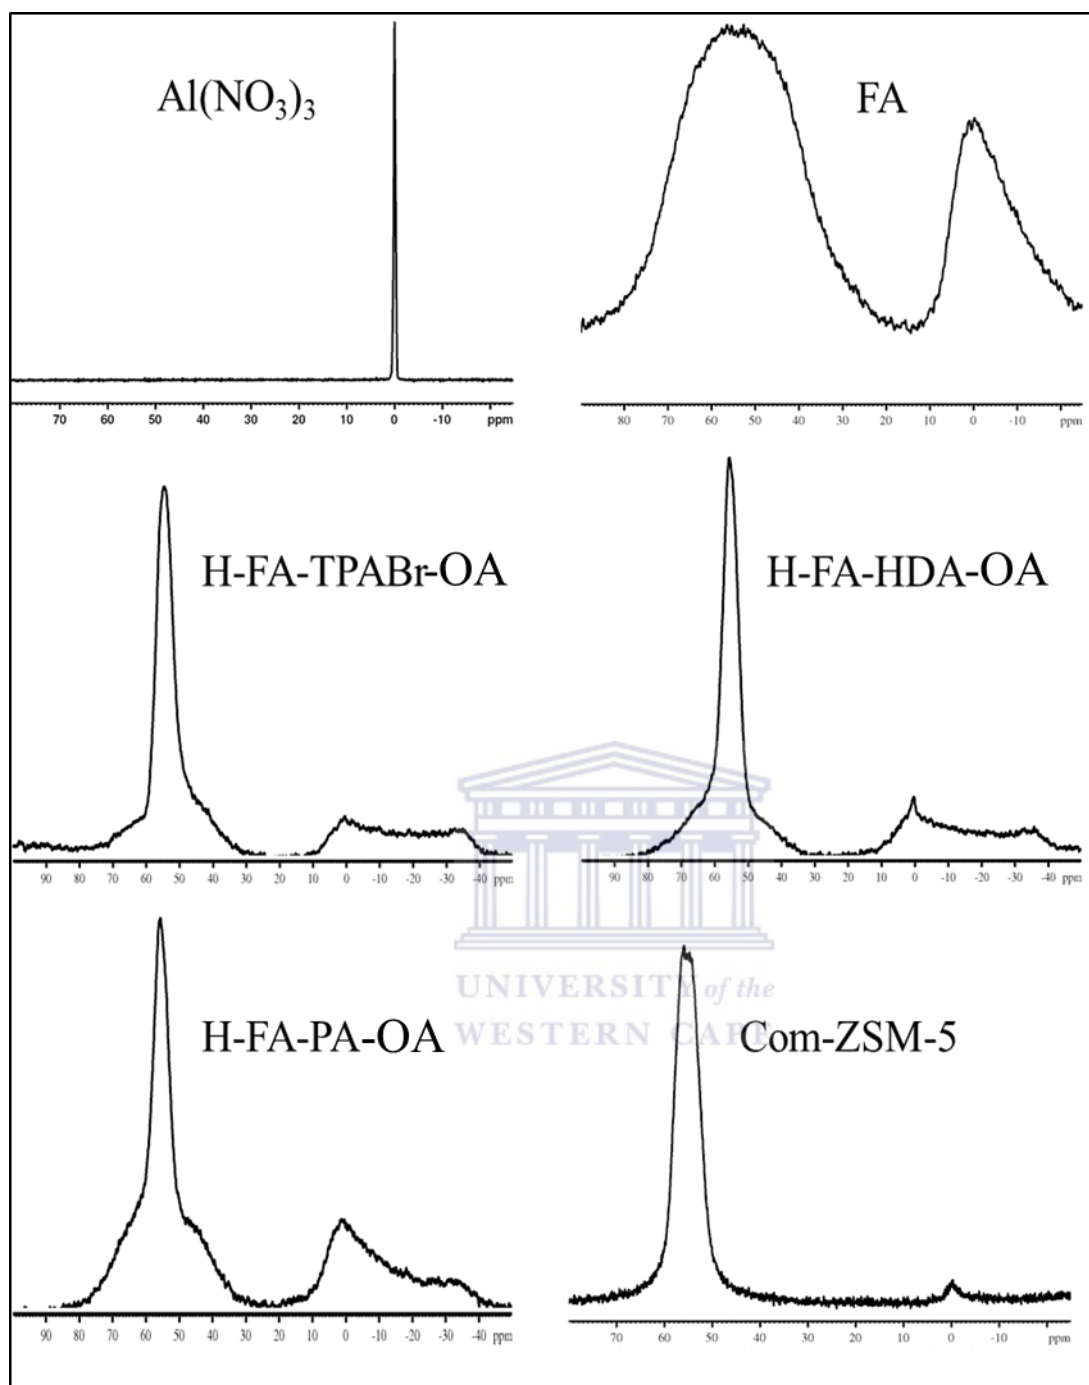 Al(NO₃)₃
FA
70 60 50 40 30 20 10 0 -10 ppm
80 70 60 50 40 30 20 10 0 -10 ppm
H-FA-TPABr-OA
H-FA-HDA-OA
90 80 70 60 50 40 30 20 10 0 -10 -20 -30 -40 ppm
90 80 70 60 50 40 30 20 10 0 -10 -20 -30 -40 ppm
UNIVERSITY of the
WESTERN CAPE
H-FA-PA-OA
Com-ZSM-5
90 80 70 60 50 40 30 20 10 0 -10 -20 -30 -40 ppm
70 60 50 40 30 20 10 0 ppm